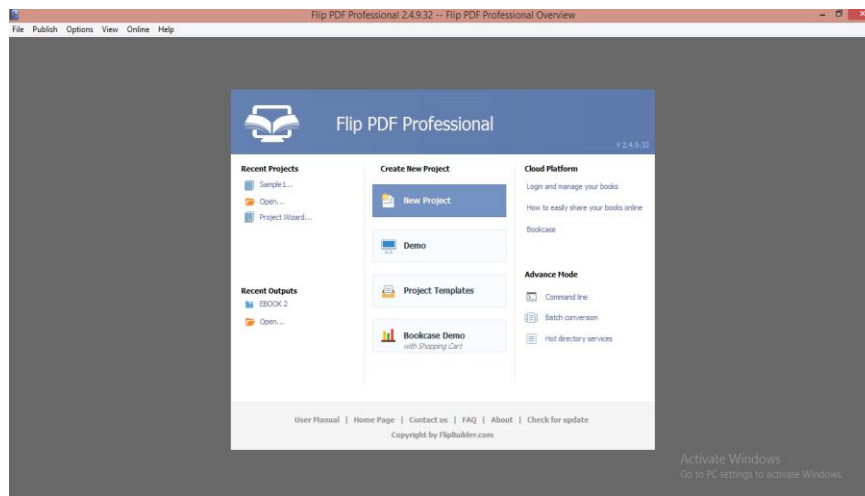 Flip PDF Professional 2.4.9.32 -- Flip PDF Professional Overview
File Publish Options View Online Help
Flip PDF Professional
V 2.4.9.32
Recent Projects
Sample1...
Open...
Project Wizard...
Recent Outputs
EBOOK 2
Open...
Create New Project
New Project
Demo
Project Templates
Bookcase Demo
with Shopping Cart
Cloud Platform
Login and manage your books
How to easily share your books online
Bookcase
Advance Mode
Command line
Batch conversion
Hot directory services
User Manual | Home Page | Contact us | FAQ | About | Check for update
Copyright by FlipBuilder.com
Activate Windows
Go to PC settings to activate Windows.